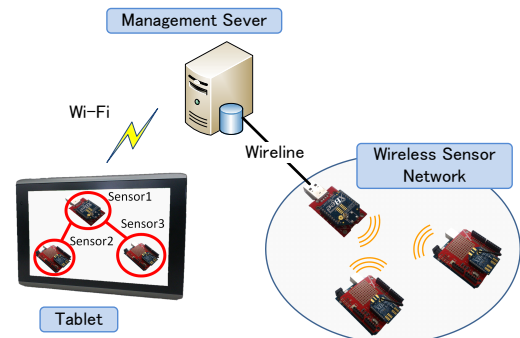 Management Sever
Wi-Fi
Wireline
Wireless Sensor
Network
Sensor1
Sensor3
Sensor2
Tablet